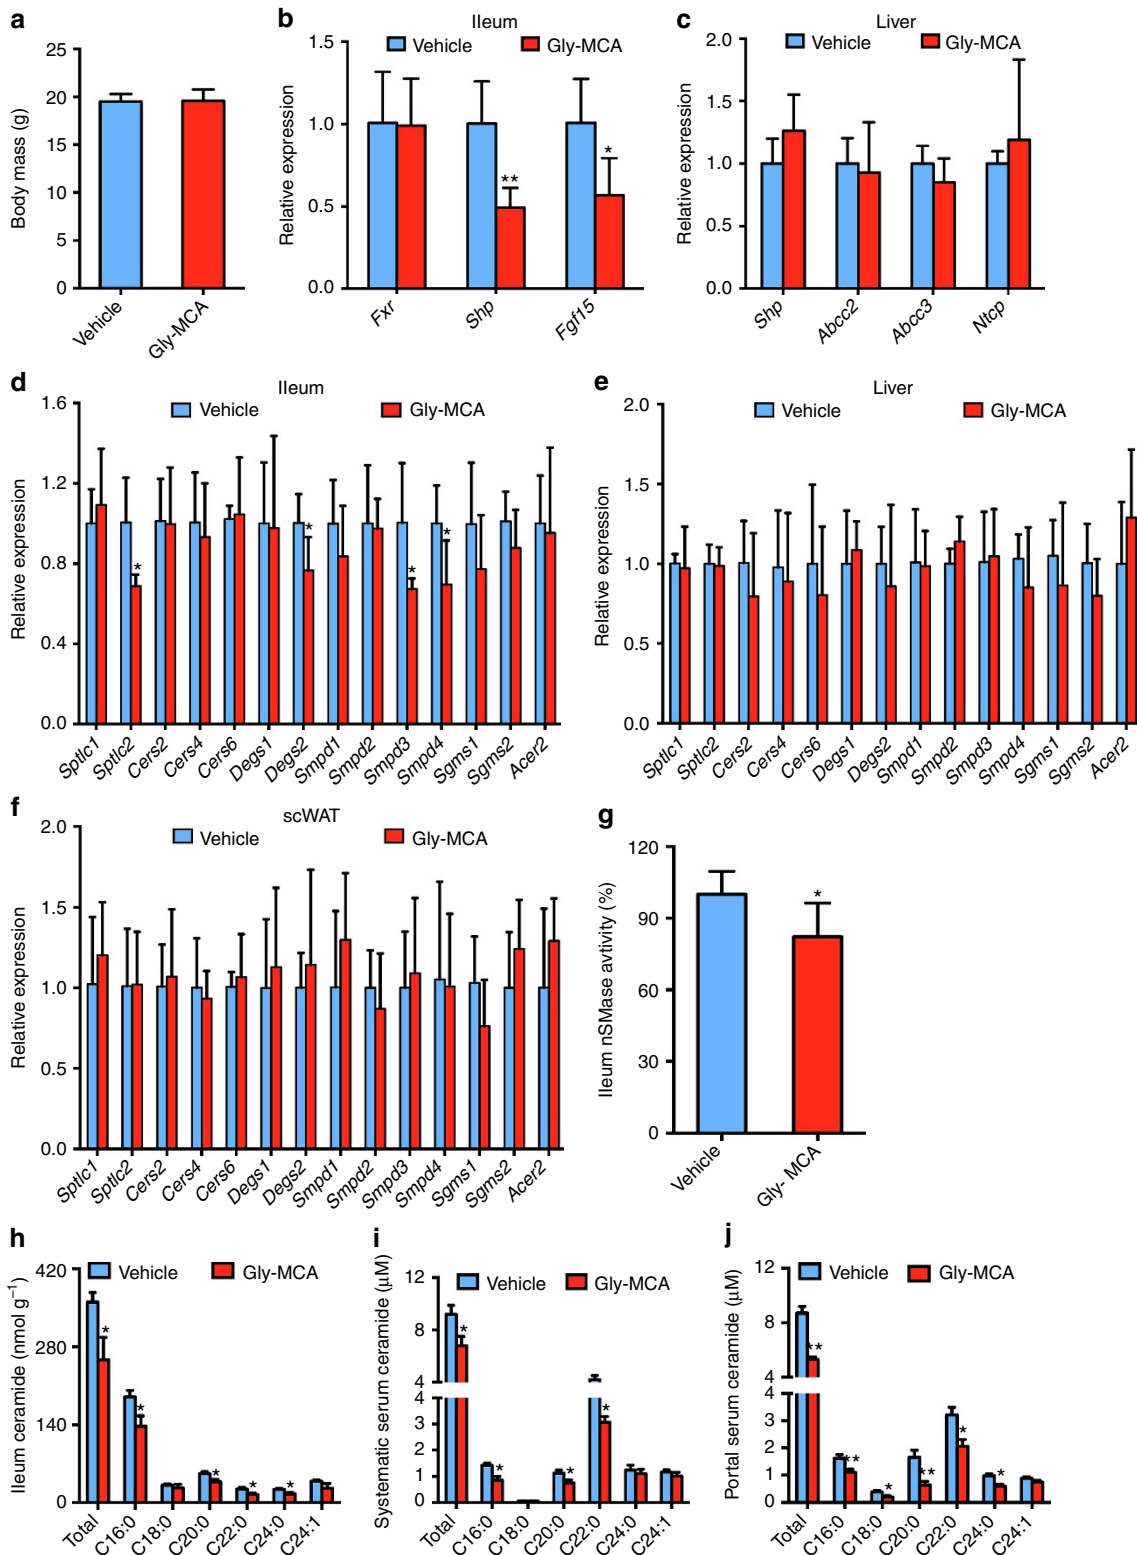 a
Body mass (g)
25
20
15
10
5
0
Vehicle
Gly-MCA
b
Ileum
Vehicle
Gly-MCA
Relative expression
1.5
1.0
0.5
0.0
**
*
Fxr
Shp
Fgf15
c
Liver
Vehicle
Gly-MCA
Relative expression
2.0
1.5
1.0
0.5
0.0
Shp
Abcc2
Abcc3
Ntcp
d
Ileum
Vehicle
Gly-MCA
Relative expression
1.6
1.2
0.8
0.4
0.0
*
*
*
*
Sptlc1
Sptlc2
Cers2
Cers4
Cers6
Degs1
Degs2
Smpd1
Smpd2
Smpd3
Smpd4
Sgms1
Sgms2
Acer2
e
Liver
Vehicle
Gly-MCA
Relative expression
2.0
1.5
1.0
0.5
0.0
Sptlc1
Sptlc2
Cers2
Cers4
Cers6
Degs1
Degs2
Smpd1
Smpd2
Smpd3
Smpd4
Sgms1
Sgms2
Acer2
f
scWAT
Vehicle
Gly-MCA
Relative expression
2.0
1.5
1.0
0.5
0.0
Sptlc1
Sptlc2
Cers2
Cers4
Cers6
Degs1
Degs2
Smpd1
Smpd2
Smpd3
Smpd4
Sgms1
Sgms2
Acer2
g
Ileum nSMase avtivity (%)
120
90
60
30
0
*
Vehicle
Gly- MCA
h
Vehicle
Gly-MCA
Ileum ceramide (nmol g⁻¹)
420
280
140
0
*
*
*
*
*
Total
C16:0
C18:0
C20:0
C22:0
C24:0
C24:1
i
Vehicle
Gly-MCA
Systematic serum ceramide (μM)
12
8
4
4
3
2
1
0
*
*
*
*
Total
C16:0
C18:0
C20:0
C22:0
C24:0
C24:1
j
Vehicle
Gly-MCA
Portal serum ceramide (μM)
12
8
4
4
3
2
1
0
**
**
*
**
*
*
Total
C16:0
C18:0
C20:0
C22:0
C24:0
C24:1